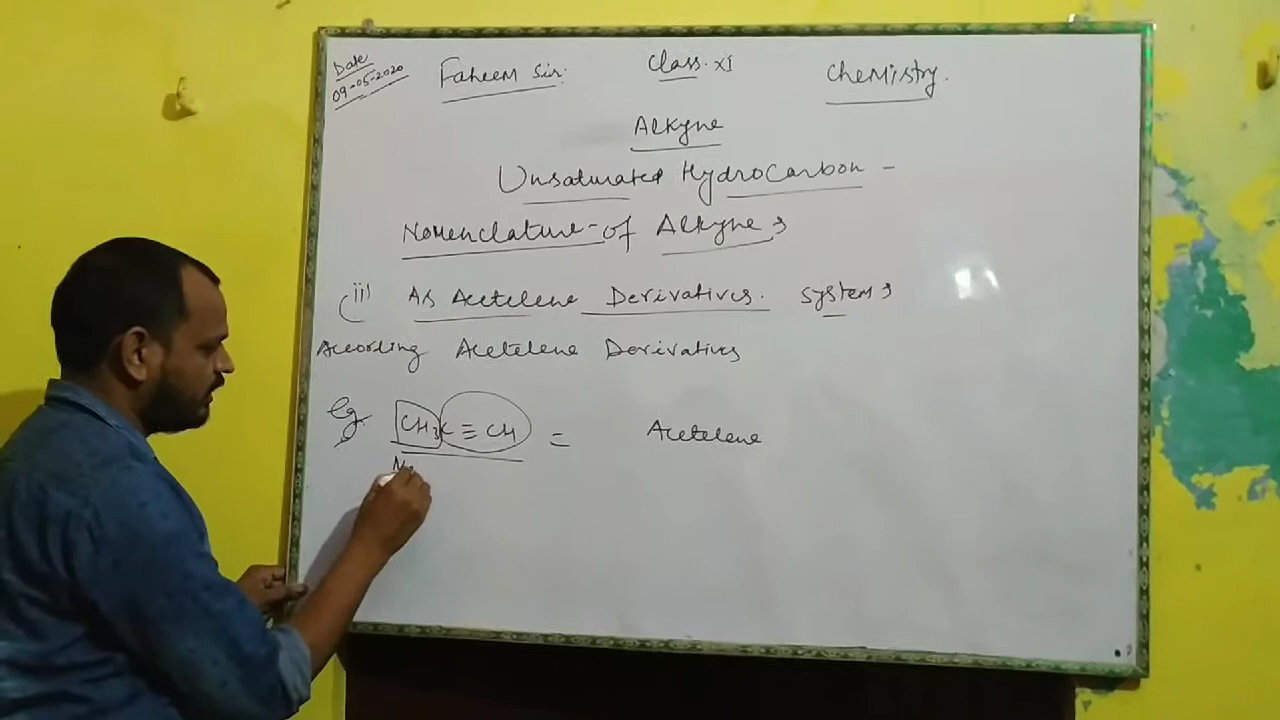 Date
09-05-2020
Faheem Sir:
Class. XI
Chemistry.
Alkyne
Unsaturated Hydrocarbon -
Nomenclature - of Alkyne
(ii) As Acetelene Derivatives. System
According Acetelene Derivatives
Eg. CH3C ≡ CH = Acetelene